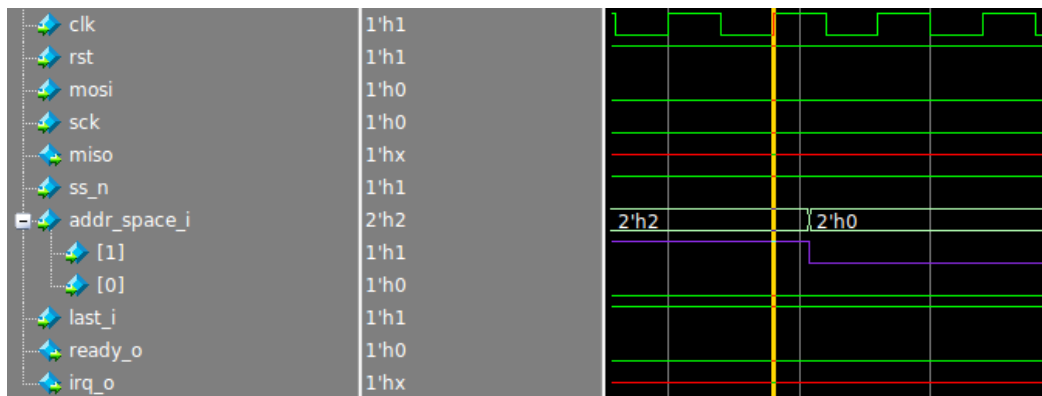 clk 1'h1
rst 1'h1
mosi 1'h0
sck 1'h0
miso 1'hx
ss_n 1'h1
addr_space_i 2'h2 2'h2 2'h0
[1] 1'h1
[0] 1'h0
last_i 1'h1
ready_o 1'h0
irq_o 1'hx